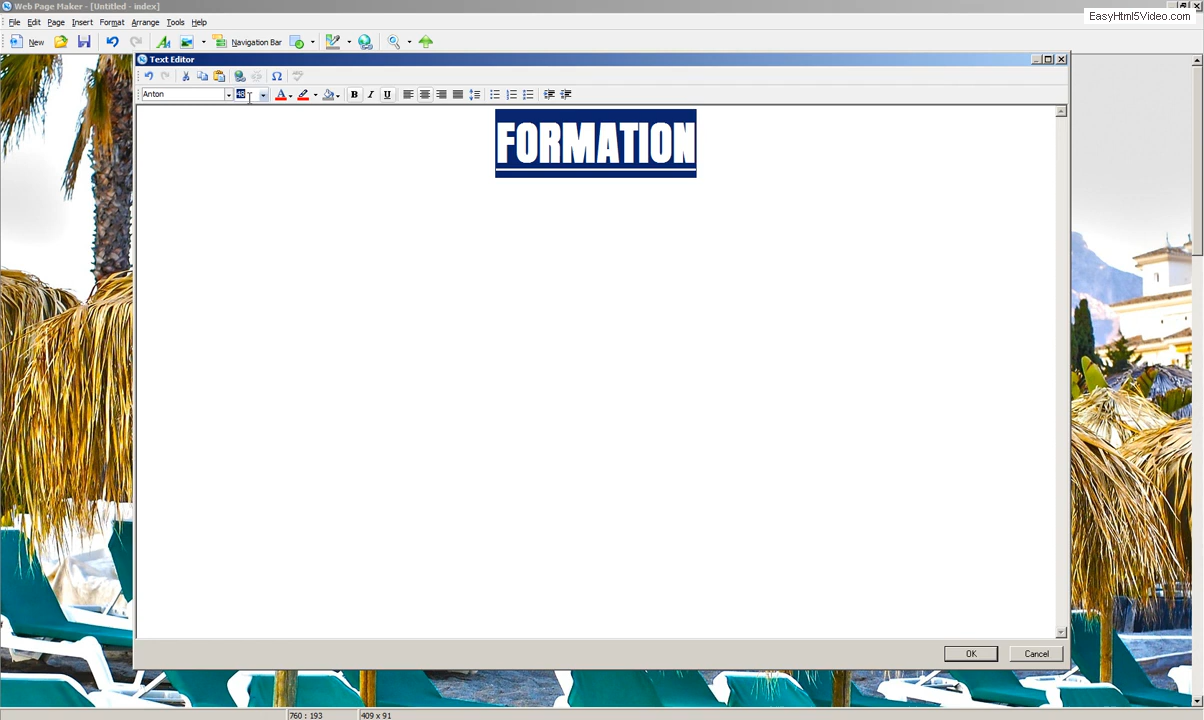 Web Page Maker - [Untitled - index]
EasyHtml5Video.com
File Edit Page Insert Format Arrange Tools Help
New Navigation Bar
Text Editor
Anton 48
FORMATION
OK Cancel
760 : 193 409 x 91